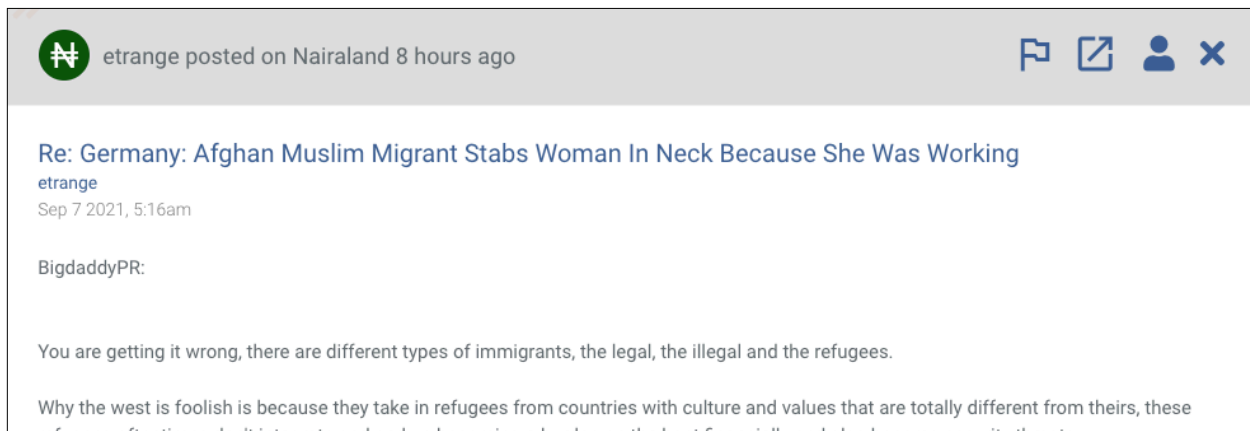 etrange posted on Nairaland 8 hours ago
Re: Germany: Afghan Muslim Migrant Stabs Woman In Neck Because She Was Working
etrange
Sep 7 2021, 5:16am
BigdaddyPR:
You are getting it wrong, there are different types of immigrants, the legal, the illegal and the refugees.
Why the west is foolish is because they take in refugees from countries with culture and values that are totally different from theirs, these